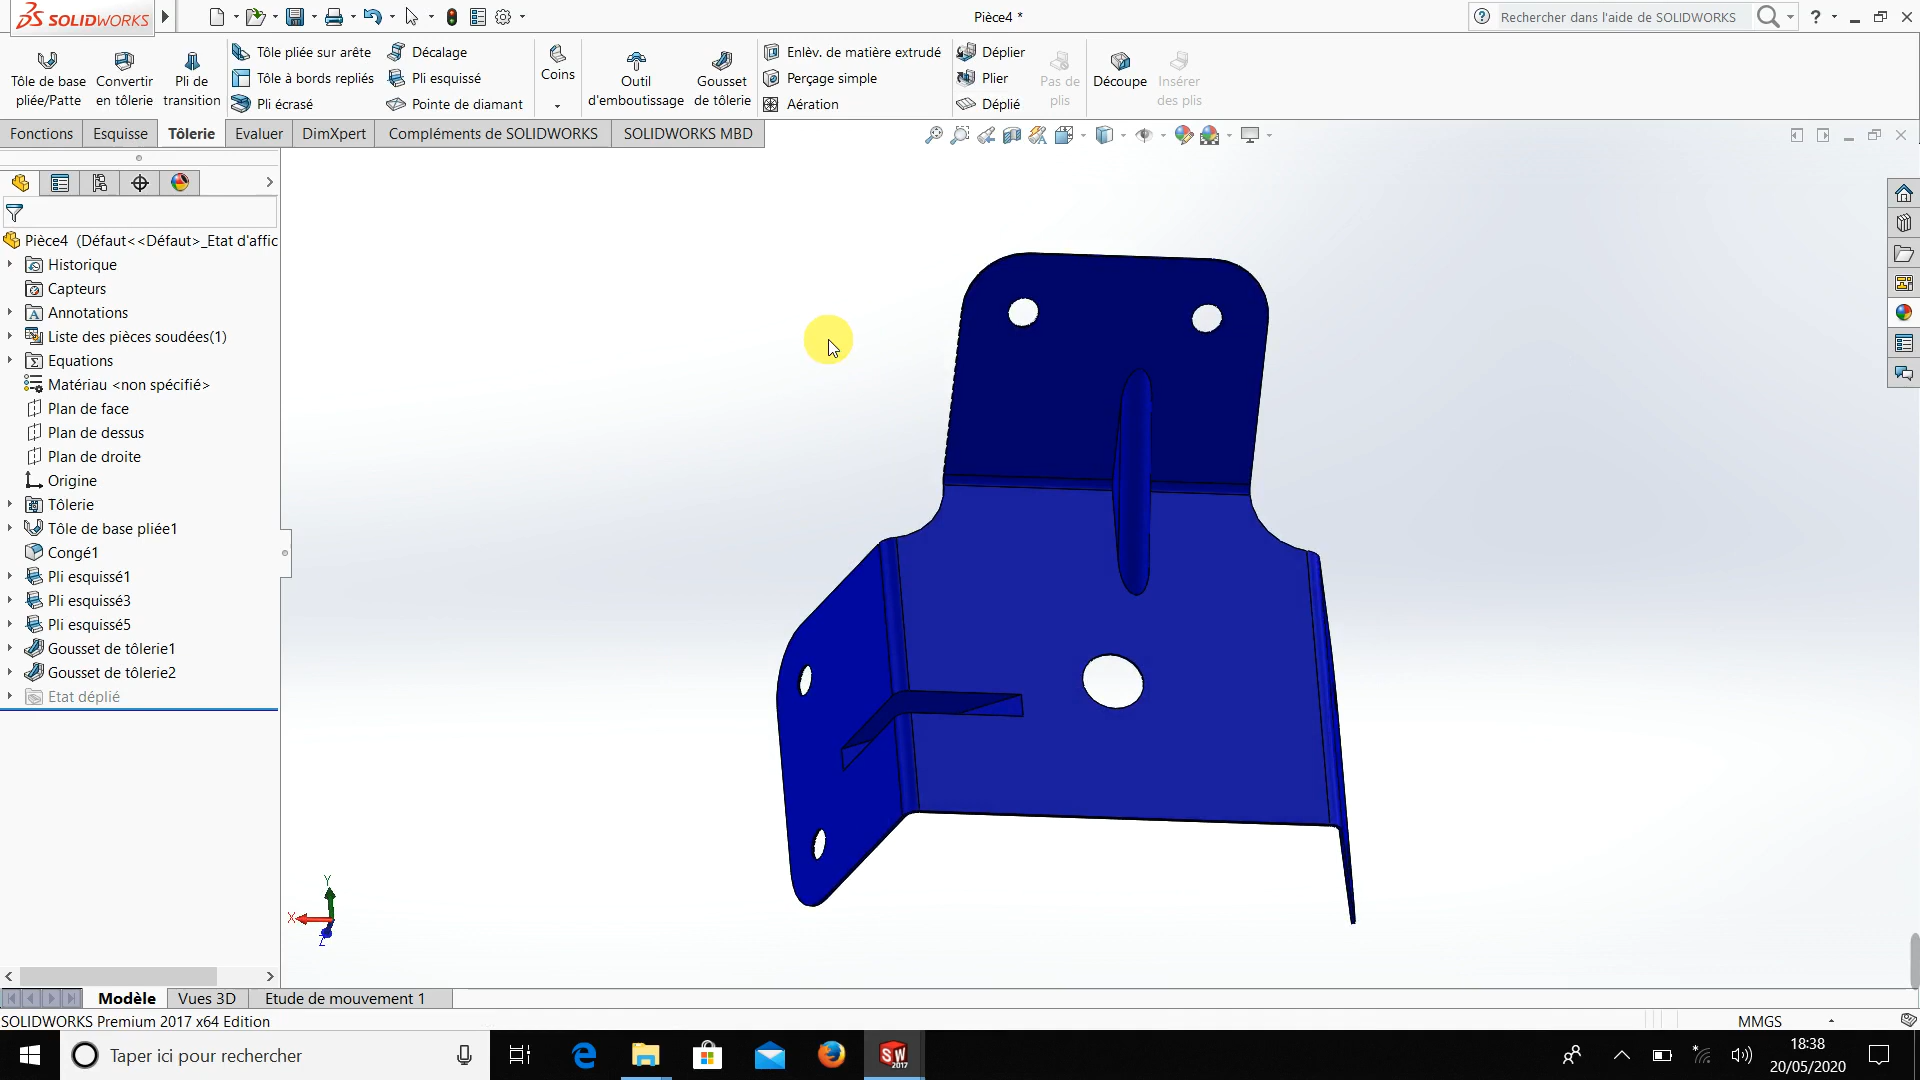 SOLIDWORKS
Pièce4 *
Rechercher dans l'aide de SOLIDWORKS
?
Tôle de base pliée/Patte
Convertir en tôlerie
Pli de transition
Tôle pliée sur arête
Tôle à bords repliés
Pli écrasé
Décalage
Pli esquissé
Pointe de diamant
Coins
Outil d'emboutissage
Gousset de tôlerie
Enlèv. de matière extrudé
Perçage simple
Aération
Déplier
Plier
Déplié
Pas de plis
Découpe
Insérer des plis
Fonctions
Esquisse
Tôlerie
Evaluer
DimXpert
Compléments de SOLIDWORKS
SOLIDWORKS MBD
Pièce4 (Défaut<<Défaut>_Etat d'affic
Historique
Capteurs
Annotations
Liste des pièces soudées(1)
Equations
Matériau <non spécifié>
Plan de face
Plan de dessus
Plan de droite
Origine
Tôlerie
Tôle de base pliée1
Congé1
Pli esquissé1
Pli esquissé3
Pli esquissé5
Gousset de tôlerie1
Gousset de tôlerie2
Etat déplié
Y
X
Z
Modèle
Vues 3D
Etude de mouvement 1
SOLIDWORKS Premium 2017 x64 Edition
MMGS
Taper ici pour rechercher
SW
2017
18:38
20/05/2020